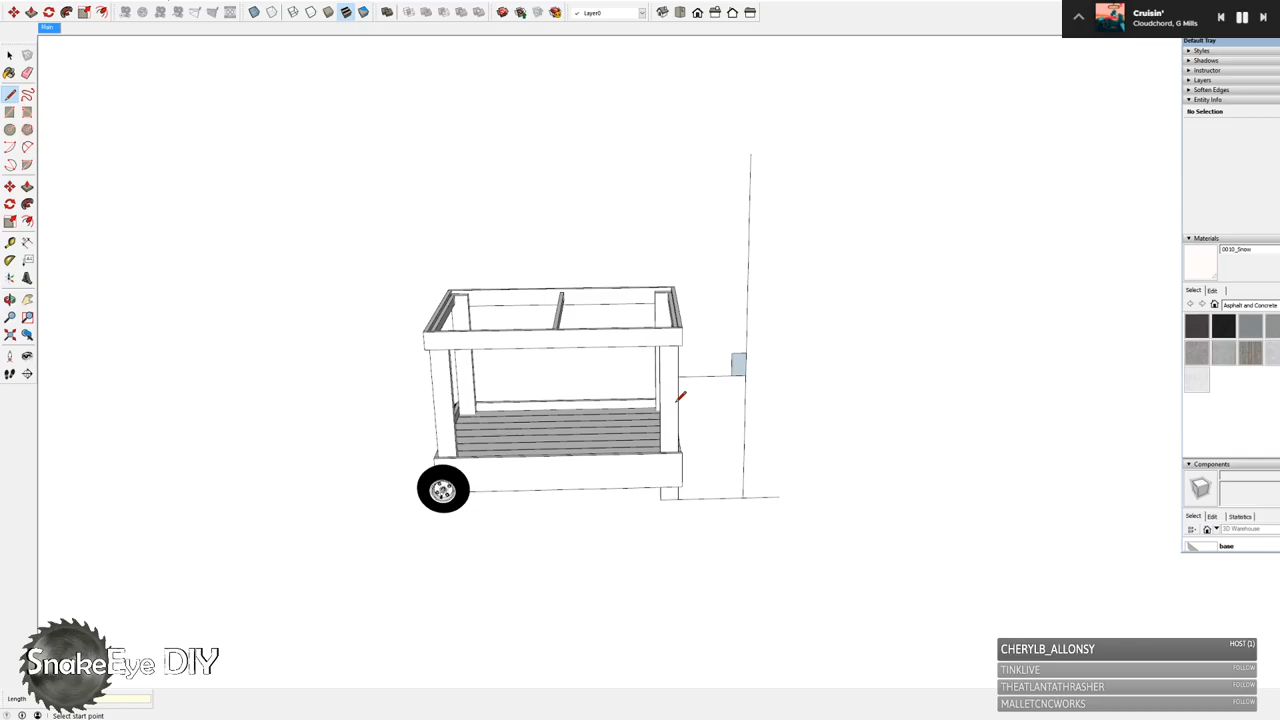 Layer0
Cruisin'
Cloudchord, G Mills
Main
Default Tray
Styles
Shadows
Instructor
Layers
Soften Edges
Entity Info
No Selection
Materials
0010_Snow
Select
Edit
Asphalt and Concrete
Components
Select
Edit
Statistics
3D Warehouse
base
SnakeEye DIY
CHERYLB_ALLONSY
HOST (1)
TINKLIVE
FOLLOW
THEATLANTATHRASHER
FOLLOW
MALLETCNCWORKS
FOLLOW
Length
Select start point